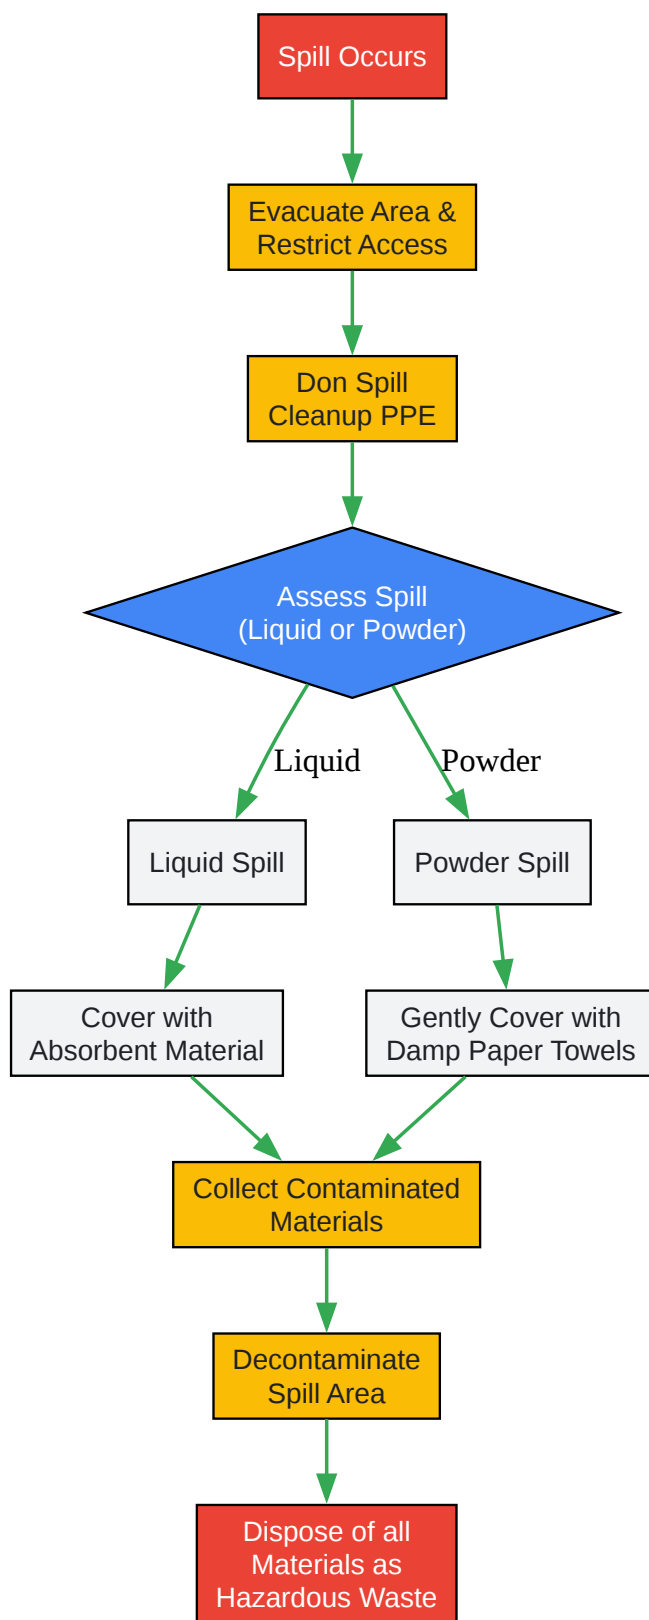 Spill Occurs
Evacuate Area &
Restrict Access
Don Spill
Cleanup PPE
Assess Spill
(Liquid or Powder)
Liquid
Powder
Liquid Spill
Powder Spill
Cover with
Absorbent Material
Gently Cover with
Damp Paper Towels
Collect Contaminated
Materials
Decontaminate
Spill Area
Dispose of all
Materials as
Hazardous Waste